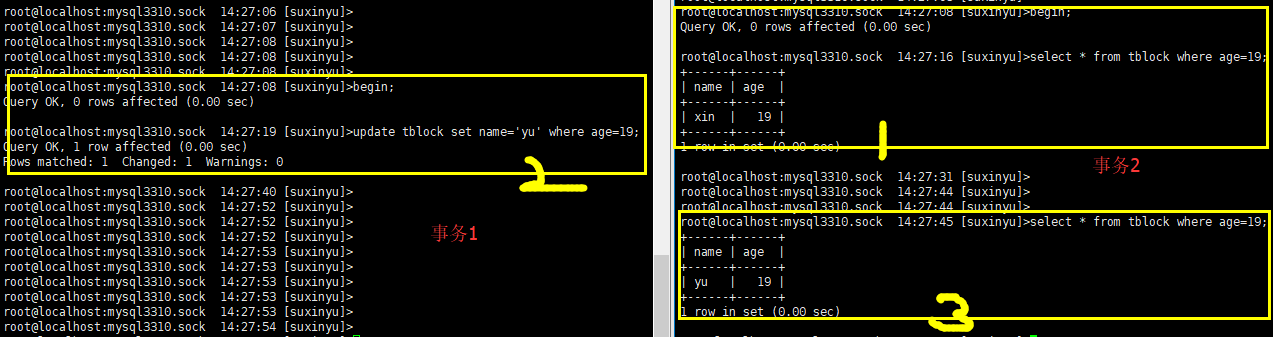 root@localhost:mysql3310.sock  14:27:06 [suxinyu]>
root@localhost:mysql3310.sock  14:27:07 [suxinyu]>
root@localhost:mysql3310.sock  14:27:08 [suxinyu]>
root@localhost:mysql3310.sock  14:27:08 [suxinyu]>
root@localhost:mysql3310.sock  14:27:08 [suxinyu]>
root@localhost:mysql3310.sock  14:27:08 [suxinyu]>begin;
Query OK, 0 rows affected (0.00 sec)
root@localhost:mysql3310.sock  14:27:19 [suxinyu]>update tblock set name='yu' where age=19;
Query OK, 1 row affected (0.00 sec)
Rows matched: 1  Changed: 1  Warnings: 0
2
root@localhost:mysql3310.sock  14:27:40 [suxinyu]>
root@localhost:mysql3310.sock  14:27:52 [suxinyu]>
root@localhost:mysql3310.sock  14:27:52 [suxinyu]>
root@localhost:mysql3310.sock  14:27:52 [suxinyu]>
root@localhost:mysql3310.sock  14:27:53 [suxinyu]>
root@localhost:mysql3310.sock  14:27:53 [suxinyu]>
root@localhost:mysql3310.sock  14:27:53 [suxinyu]>
root@localhost:mysql3310.sock  14:27:53 [suxinyu]>
root@localhost:mysql3310.sock  14:27:53 [suxinyu]>
root@localhost:mysql3310.sock  14:27:54 [suxinyu]>
事务1
root@localhost:mysql3310.sock  14:27:08 [suxinyu]>begin;
Query OK, 0 rows affected (0.00 sec)
root@localhost:mysql3310.sock  14:27:16 [suxinyu]>select * from tblock where age=19;
+------+------+
| name | age  |
+------+------+
| xin  |   19 |
+------+------+
1 row in set (0.00 sec)
1
事务2
root@localhost:mysql3310.sock  14:27:31 [suxinyu]>
root@localhost:mysql3310.sock  14:27:44 [suxinyu]>
root@localhost:mysql3310.sock  14:27:44 [suxinyu]>
root@localhost:mysql3310.sock  14:27:45 [suxinyu]>select * from tblock where age=19;
+------+------+
| name | age  |
+------+------+
| yu   |   19 |
+------+------+
1 row in set (0.00 sec)
3